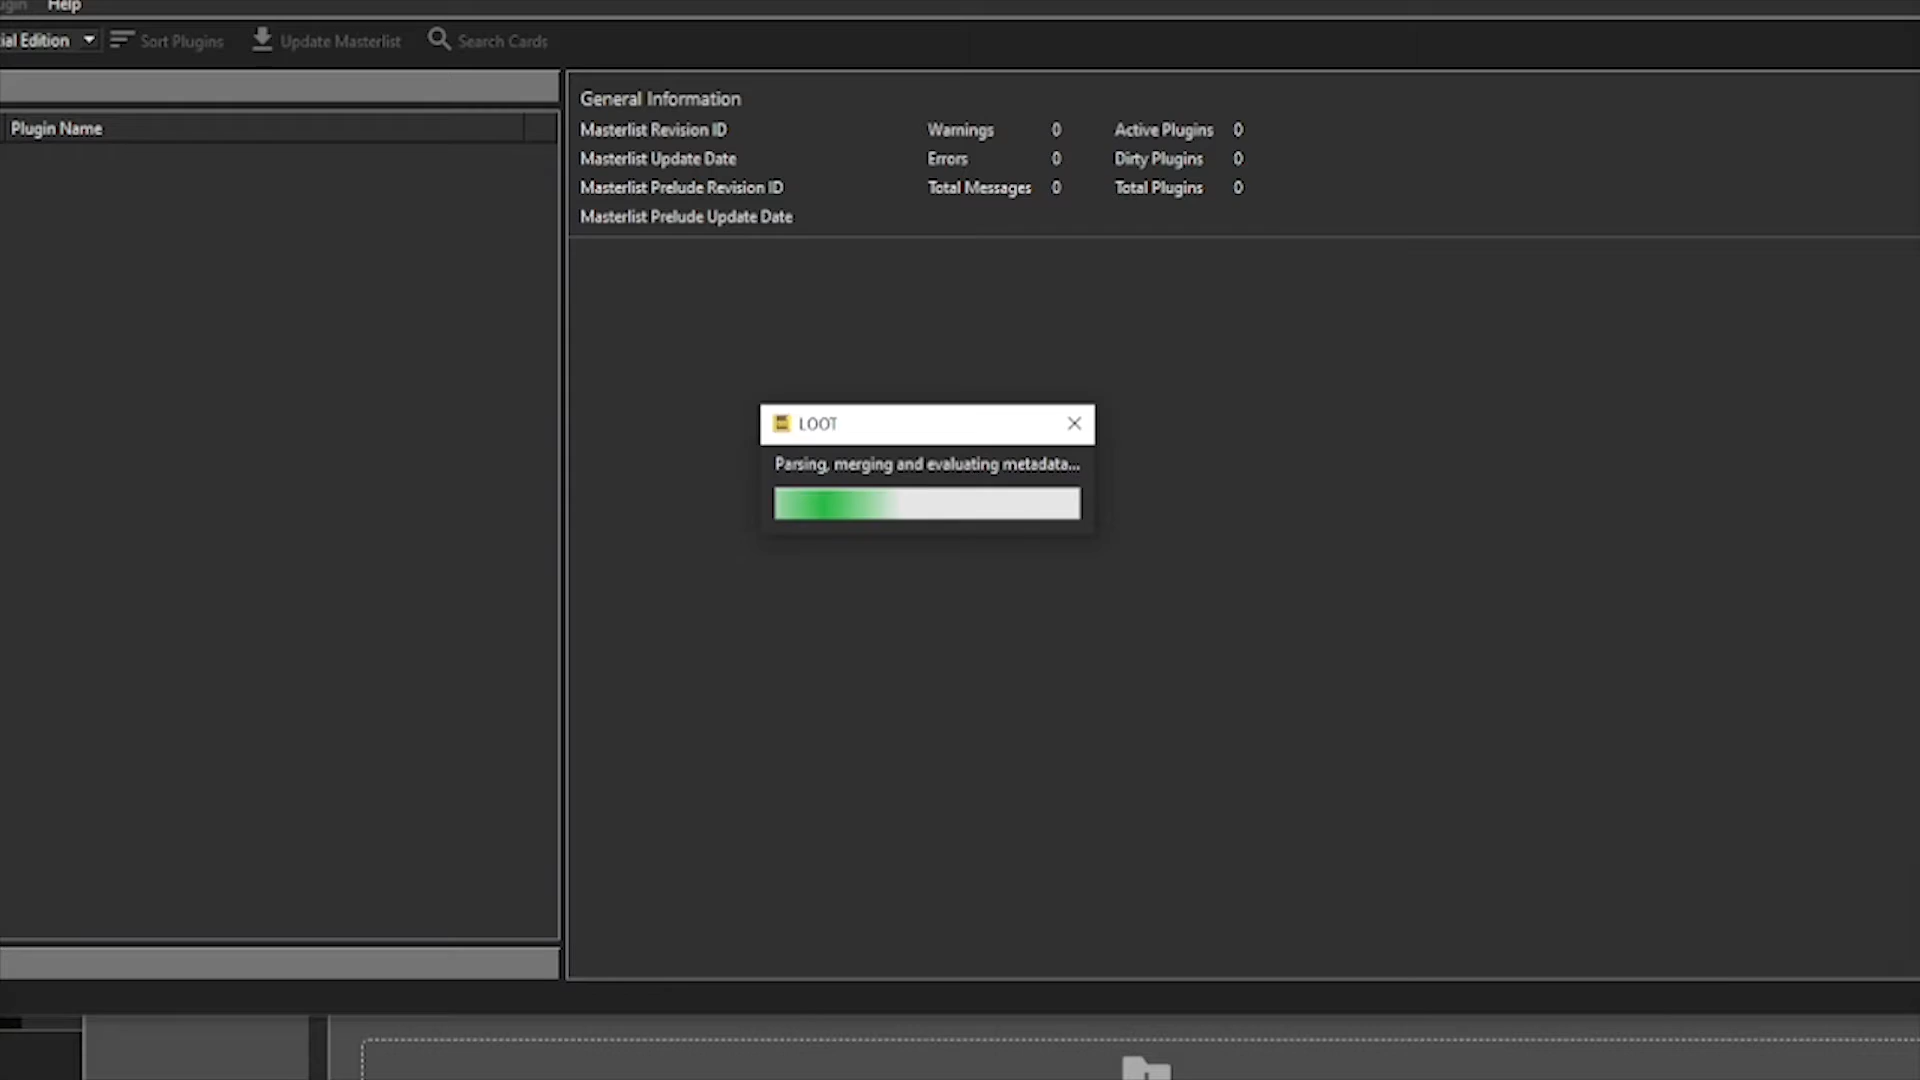 Help
Edition
Sort Plugins
Update Masterlist
Search Cards
Plugin Name
General Information
Masterlist Revision ID
Warnings 0
Active Plugins 0
Masterlist Update Date
Errors 0
Dirty Plugins 0
Masterlist Prelude Revision ID
Total Messages 0
Total Plugins 0
Masterlist Prelude Update Date
LOOT
Parsing, merging and evaluating metadata...